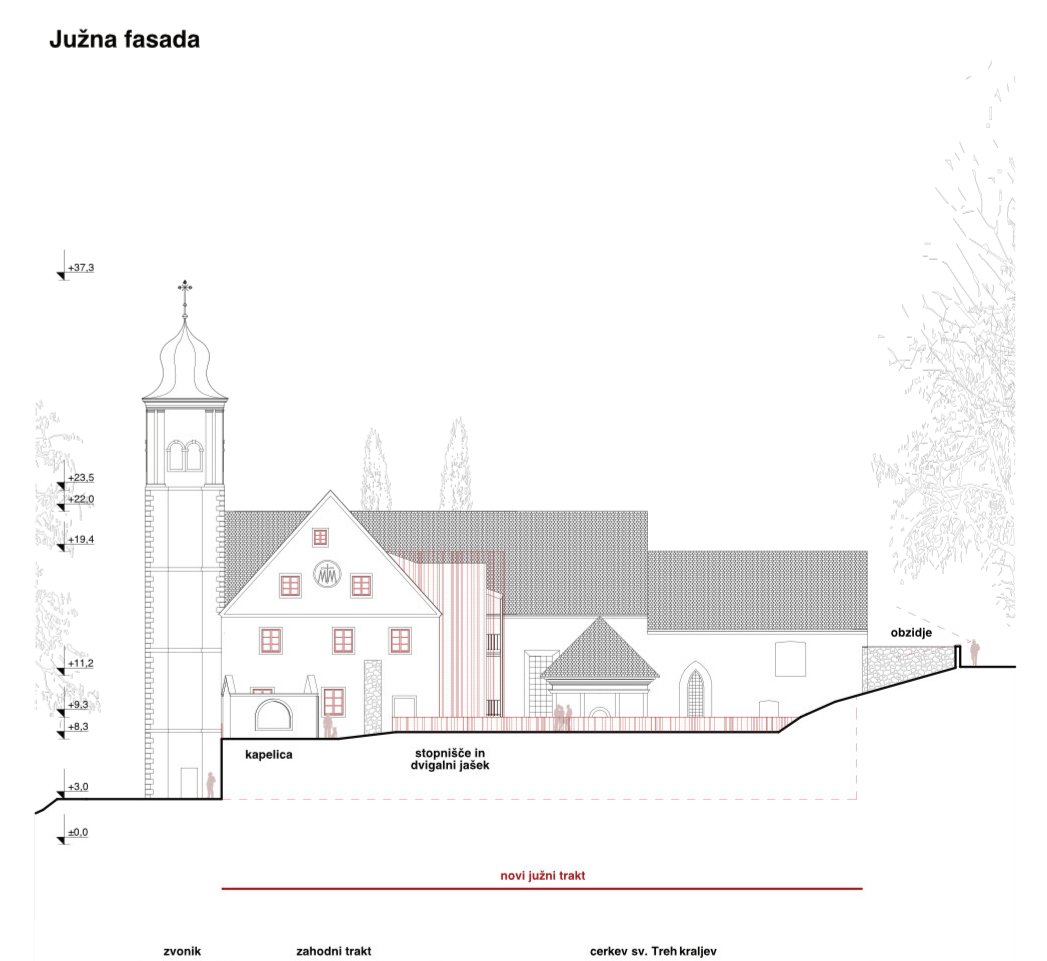 Južna fasada
+37,3
+23,5
+22,0
+19,4
MTM
obzidje
+11,2
+9,3
+8,3
kapelica
stopnišče in
dvigalni jašek
+3,0
±0,0
novi južni trakt
zvonik zahodni trakt cerkev sv. Treh kraljev